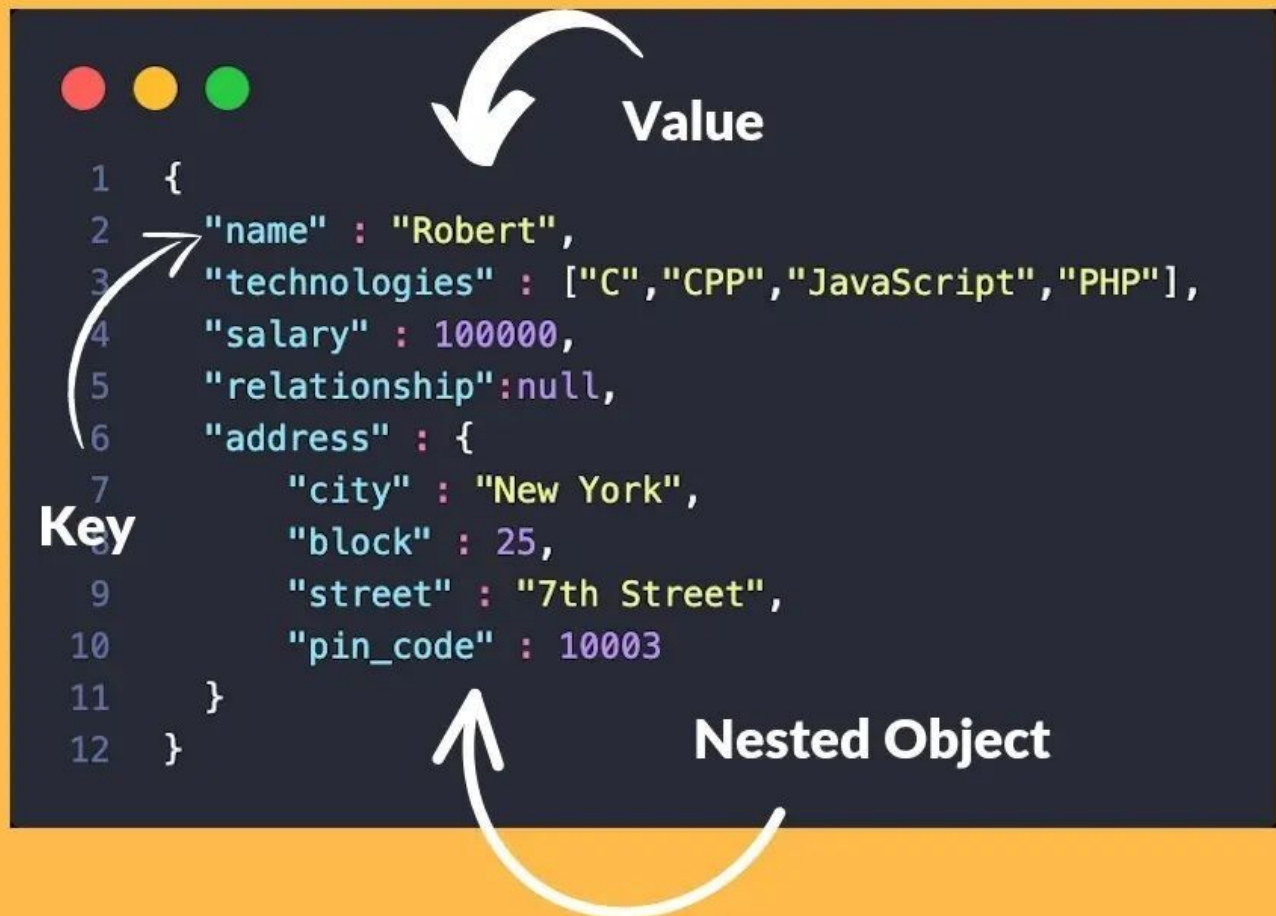 Value
1 {
2 "name" : "Robert",
3 "technologies" : ["C","CPP","JavaScript","PHP"],
4 "salary" : 100000,
5 "relationship":null,
6 "address" : {
7 "city" : "New York",
Key
8 "block" : 25,
9 "street" : "7th Street",
10 "pin_code" : 10003
11 }
12 }
Nested Object